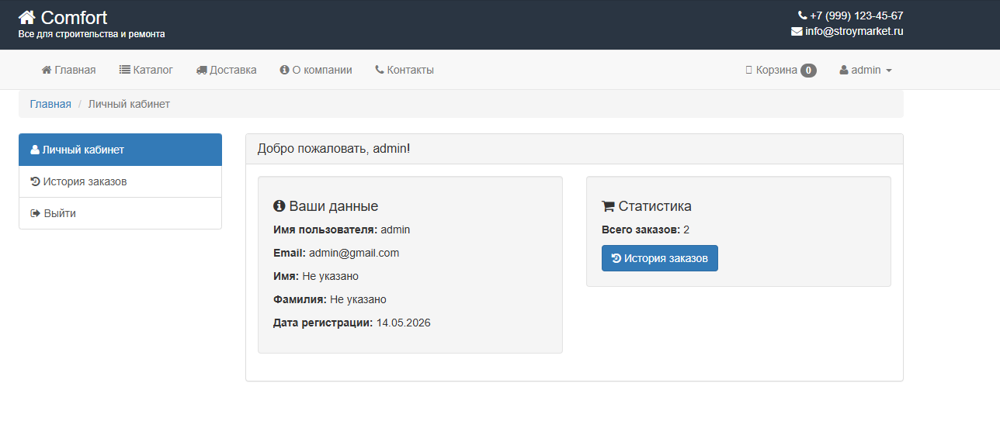 Comfort
Все для строительства и ремонта
+7 (999) 123-45-67
info@stroymarket.ru
Главная Каталог Доставка О компании Контакты Корзина 0 admin
Главная / Личный кабинет
Личный кабинет
История заказов
Выйти
Добро пожаловать, admin!
Ваши данные
Имя пользователя: admin
Email: admin@gmail.com
Имя: Не указано
Фамилия: Не указано
Дата регистрации: 14.05.2026
Статистика
Всего заказов: 2
История заказов